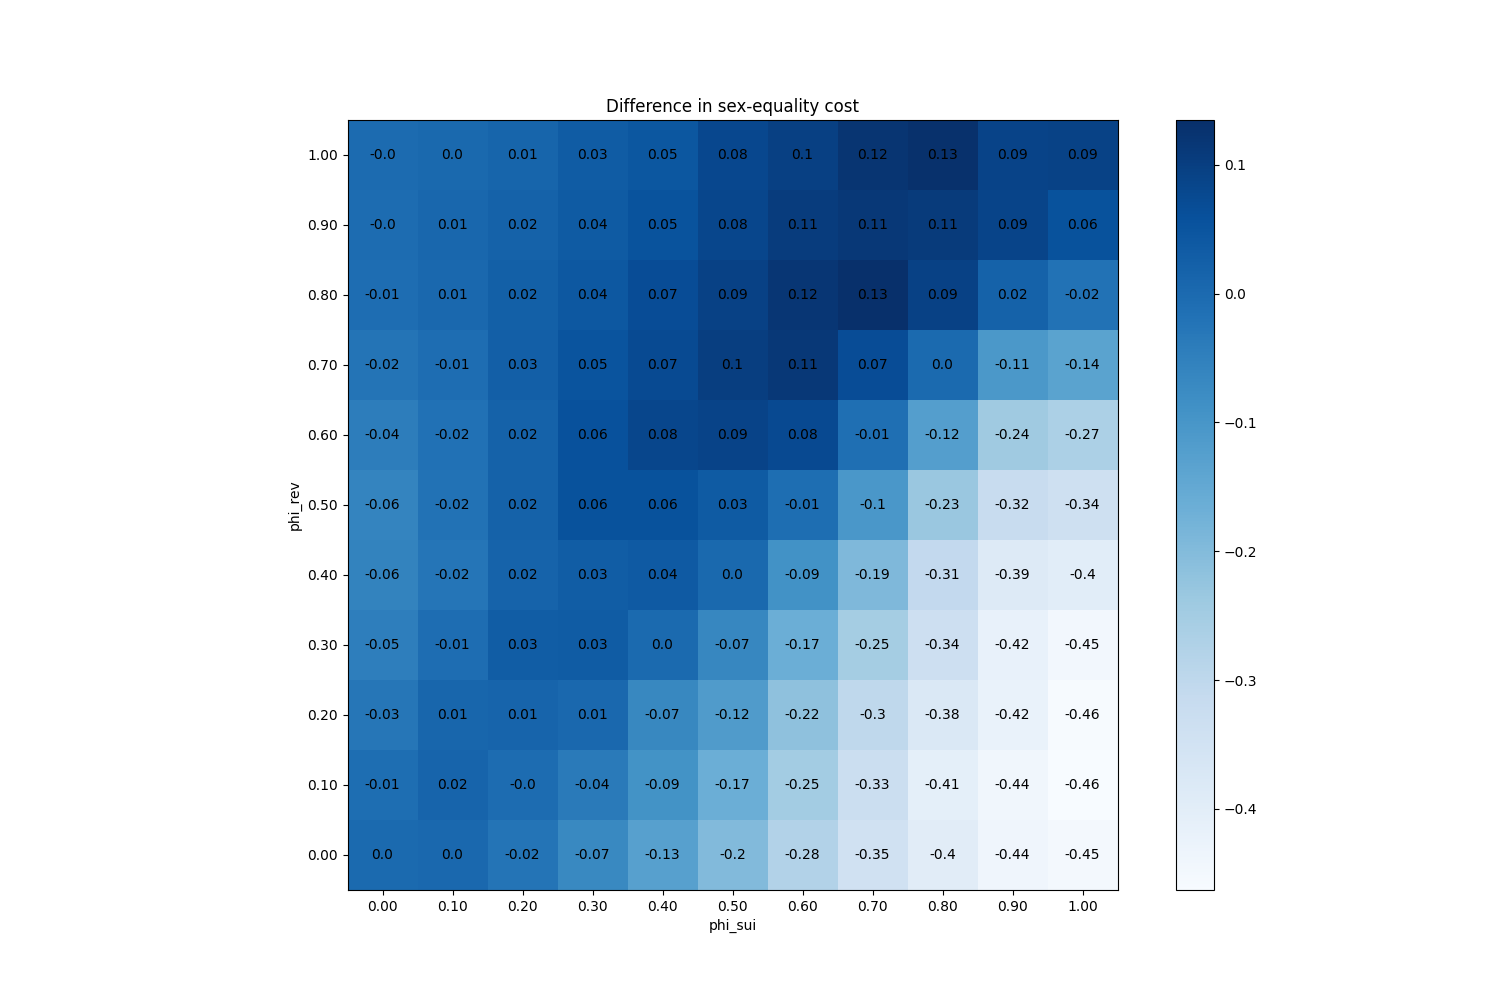 Difference in sex-equality cost
1.00 -0.0 0.0 0.01 0.03 0.05 0.08 0.1 0.12 0.13 0.09 0.09
0.90 -0.0 0.01 0.02 0.04 0.05 0.08 0.11 0.11 0.11 0.09 0.06
0.80 -0.01 0.01 0.02 0.04 0.07 0.09 0.12 0.13 0.09 0.02 -0.02
0.70 -0.02 -0.01 0.03 0.05 0.07 0.1 0.11 0.07 0.0 -0.11 -0.14
0.60 -0.04 -0.02 0.02 0.06 0.08 0.09 0.08 -0.01 -0.12 -0.24 -0.27
phi_rev
0.50 -0.06 -0.02 0.02 0.06 0.06 0.03 -0.01 -0.1 -0.23 -0.32 -0.34
0.40 -0.06 -0.02 0.02 0.03 0.04 0.0 -0.09 -0.19 -0.31 -0.39 -0.4
0.30 -0.05 -0.01 0.03 0.03 0.0 -0.07 -0.17 -0.25 -0.34 -0.42 -0.45
0.20 -0.03 0.01 0.01 0.01 -0.07 -0.12 -0.22 -0.3 -0.38 -0.42 -0.46
0.10 -0.01 0.02 -0.0 -0.04 -0.09 -0.17 -0.25 -0.33 -0.41 -0.44 -0.46
0.00 0.0 0.0 -0.02 -0.07 -0.13 -0.2 -0.28 -0.35 -0.4 -0.44 -0.45
0.00 0.10 0.20 0.30 0.40 0.50 0.60 0.70 0.80 0.90 1.00
phi_sui
0.1
0.0
−0.1
−0.2
−0.3
−0.4